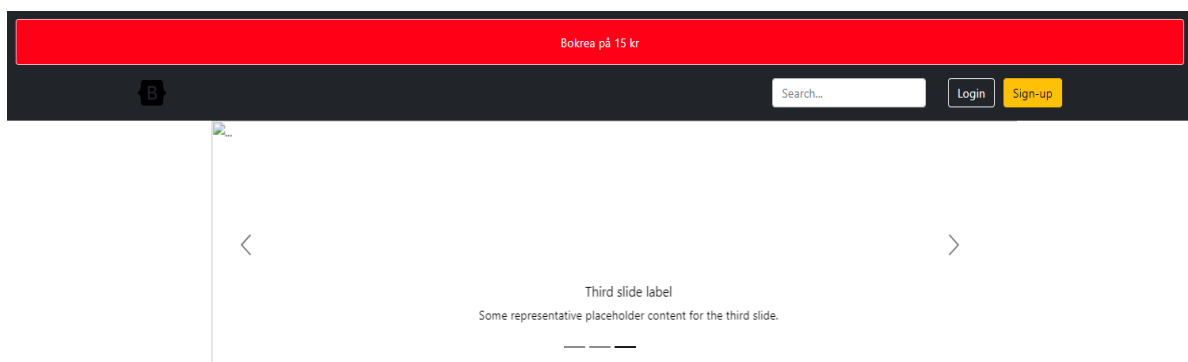 Bokrea på 15 kr
B
Search...
Login
Sign-up
...
Third slide label
Some representative placeholder content for the third slide.